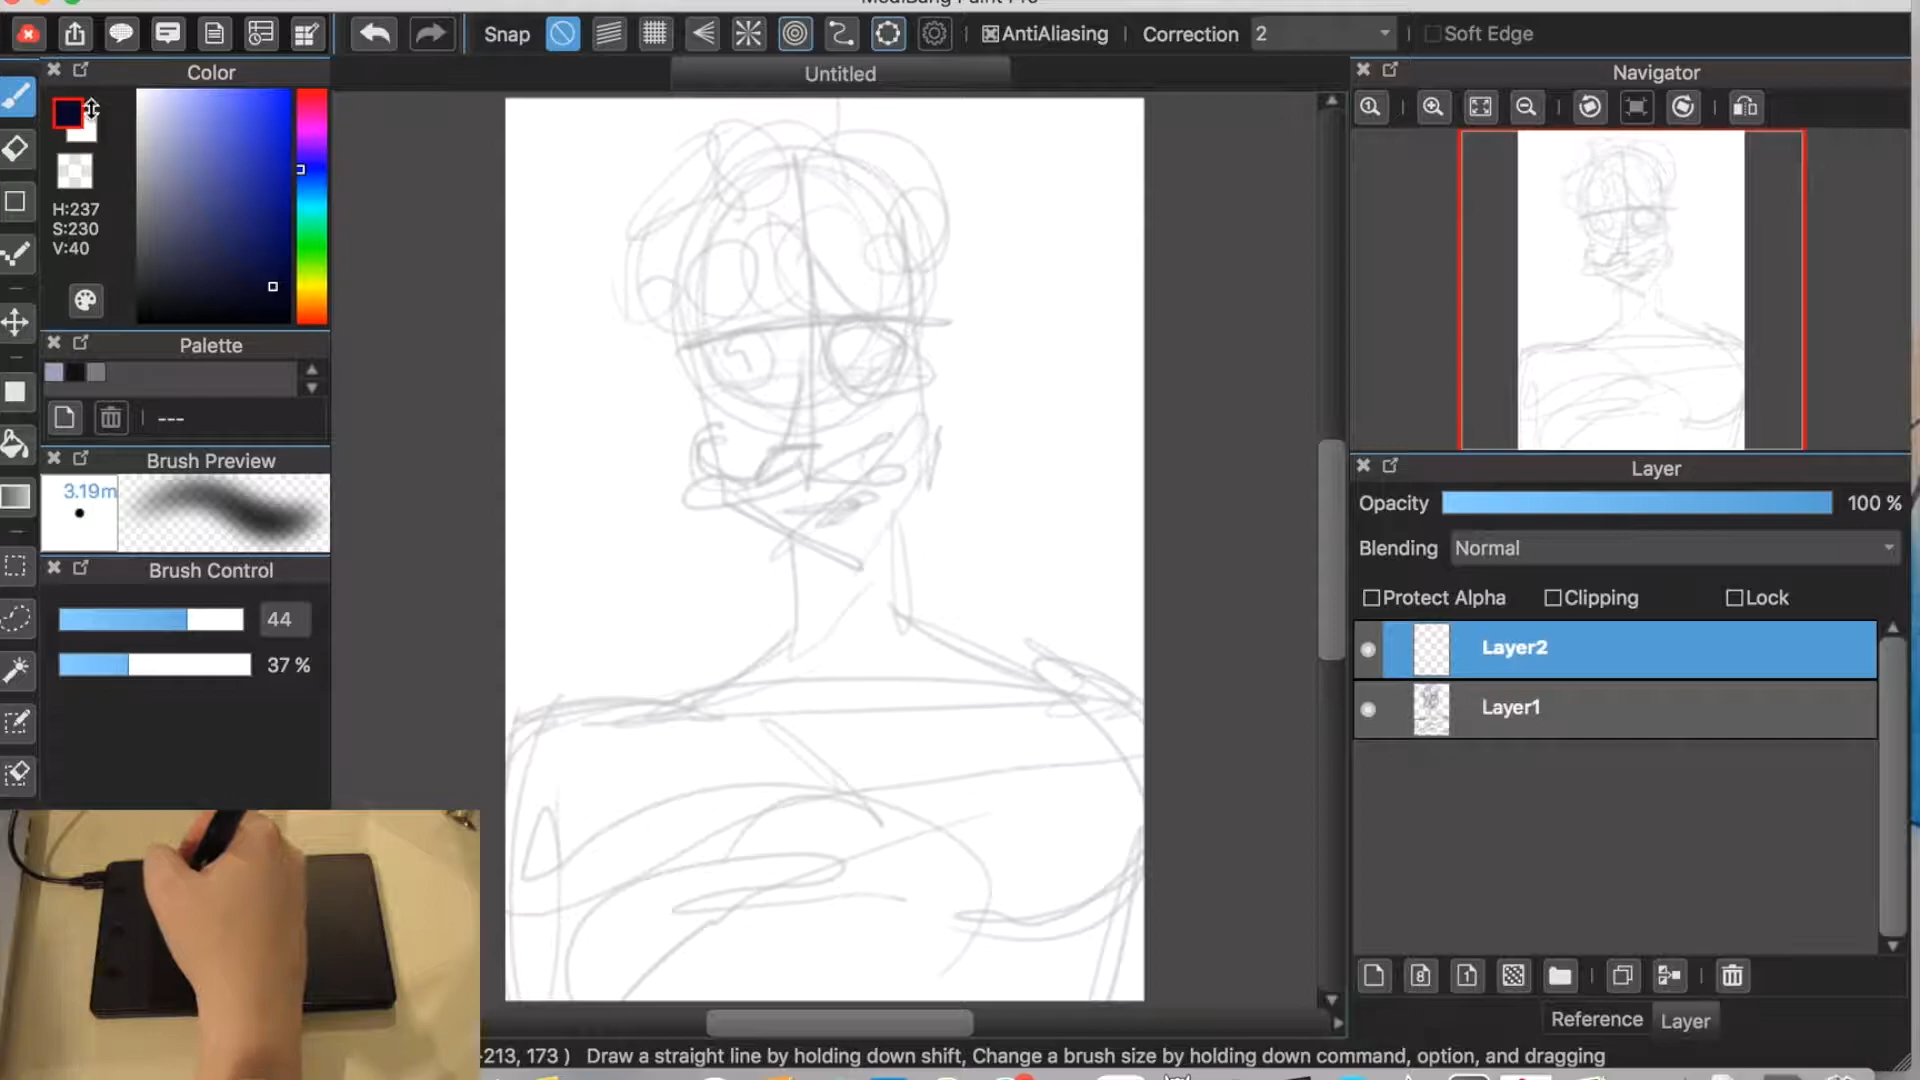 Snap
AntiAliasing
Correction
2
Soft Edge
Color
Untitled
Navigator
H:237
S:230
V:40
Palette
---
Brush Preview
3.19m
Brush Control
44
37 %
Layer
Opacity
100 %
Blending
Normal
Protect Alpha
Clipping
Lock
Layer2
Layer1
8
1
Reference
Layer
-213, 173 ) Draw a straight line by holding down shift, Change a brush size by holding down command, option, and dragging